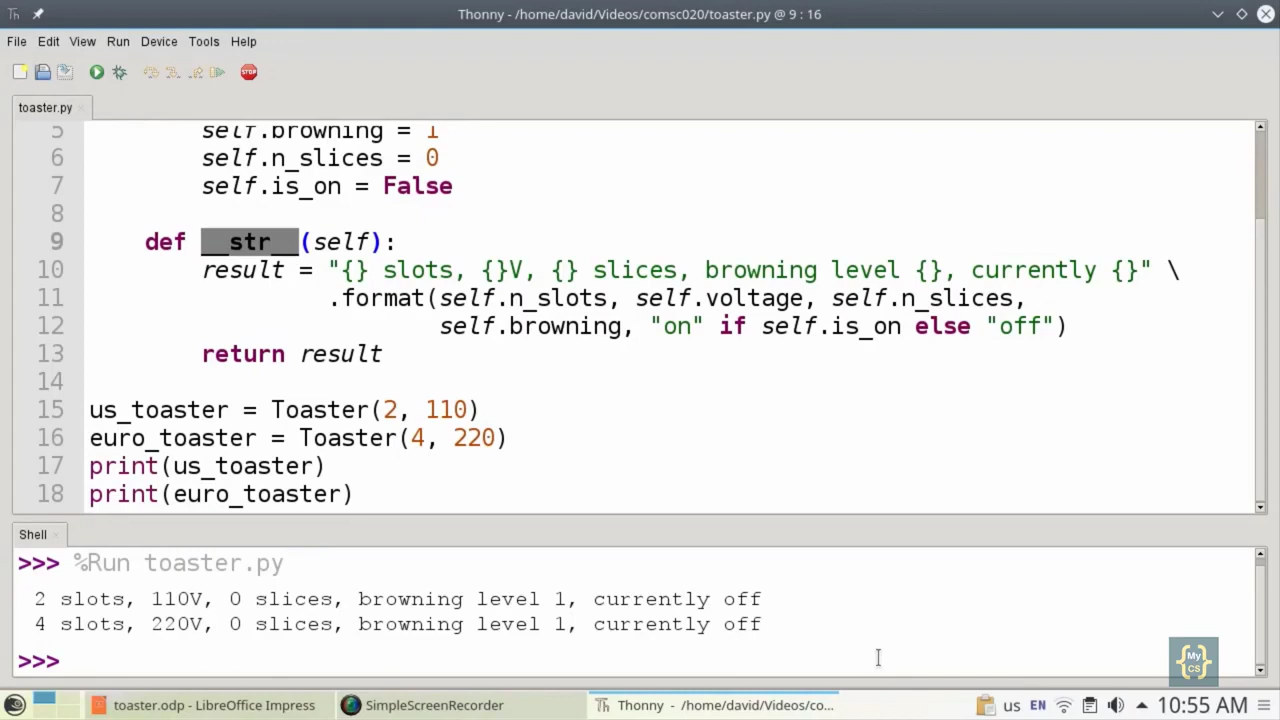 Thonny - /home/david/Videos/comsc020/toaster.py @ 9 : 16
File Edit View Run Device Tools Help
STOP
toaster.py
5 self.browning = 1
6 self.n_slices = 0
7 self.is_on = False
8
9 def __str__(self):
10 result = "{} slots, {}V, {} slices, browning level {}, currently {}" \
11 .format(self.n_slots, self.voltage, self.n_slices,
12 self.browning, "on" if self.is_on else "off")
13 return result
14
15 us_toaster = Toaster(2, 110)
16 euro_toaster = Toaster(4, 220)
17 print(us_toaster)
18 print(euro_toaster)
Shell
>>> %Run toaster.py
2 slots, 110V, 0 slices, browning level 1, currently off
4 slots, 220V, 0 slices, browning level 1, currently off
>>>
{My CS}
toaster.odp - LibreOffice Impress SimpleScreenRecorder Th Thonny - /home/david/Videos/co... us EN 10:55 AM